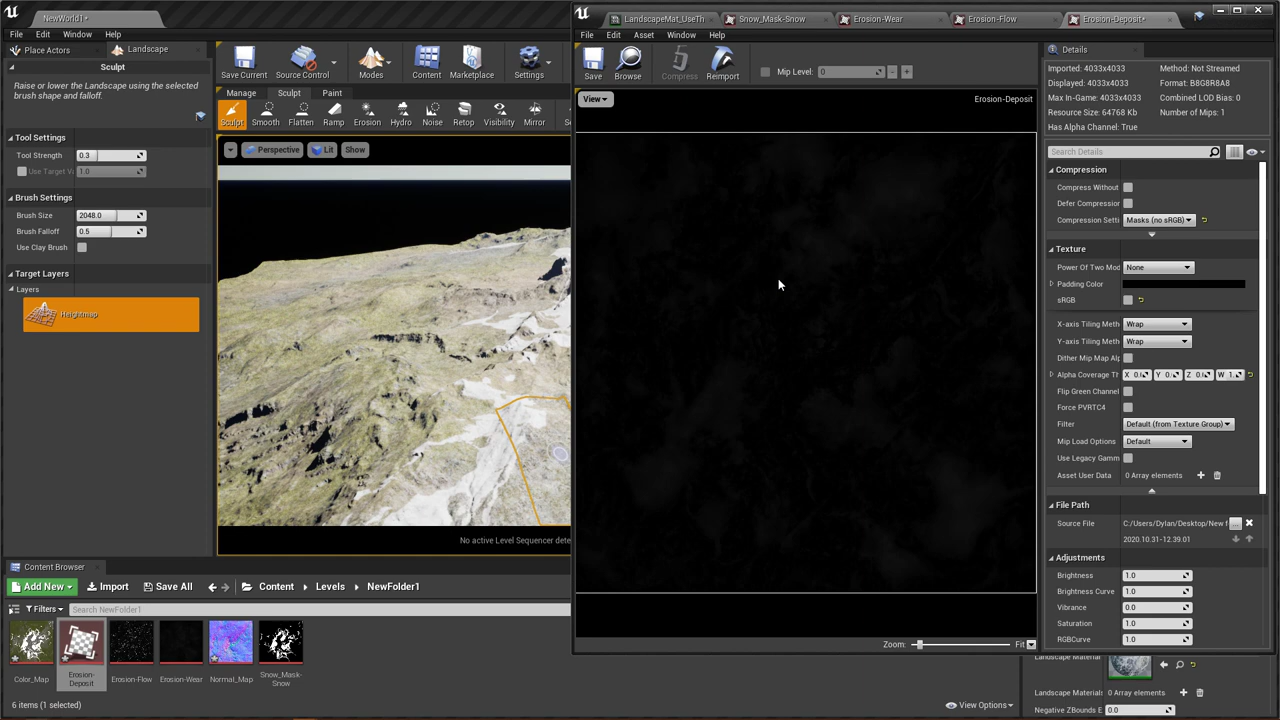 NewWorld1*
File Edit Window Help
Place Actors
Landscape
Sculpt
Raise or lower the Landscape using the selected
brush shape and falloff.
Tool Settings
Tool Strength 0.3
Use Target V 1.0
Brush Settings
Brush Size 2048.0
Brush Falloff 0.5
Use Clay Brush
Target Layers
Layers
Heightmap
Save Current Source Control Modes Content Marketplace Settings
Manage Sculpt Paint
Sculpt Smooth Flatten Ramp Erosion Hydro Noise Retop Visibility Mirror Se
Perspective Lit Show
No active Level Sequencer dete
Content Browser
Add New Import Save All Content Levels NewFolder1
Filters Search NewFolder1
Color_Map
Erosion-
Deposit
Erosion-Flow
Erosion-Wear
Normal_Map
Snow_Mask-
Snow
6 items (1 selected)
View Options
LandscapeMat_UseTh Snow_Mask-Snow Erosion-Wear Erosion-Flow Erosion-Deposit*
File Edit Asset Window Help
Save Browse Compress Reimport
Mip Level: 0 - +
View
Erosion-Deposit
Zoom: Fit
Details
Imported: 4033x4033 Method: Not Streamed
Displayed: 4033x4033 Format: B8G8R8A8
Max In-Game: 4033x4033 Combined LOD Bias: 0
Resource Size: 64768 Kb Number of Mips: 1
Has Alpha Channel: True
Search Details
Compression
Compress Without
Defer Compression
Compression Setti Masks (no sRGB)
Texture
Power Of Two Mod None
Padding Color
sRGB
X-axis Tiling Meth Wrap
Y-axis Tiling Meth Wrap
Dither Mip Map Alp
Alpha Coverage Th X 0.( Y 0. Z 0.( W 1.
Flip Green Channel
Force PVRTC4
Filter Default (from Texture Group)
Mip Load Options Default
Use Legacy Gamm
Asset User Data 0 Array elements
File Path
Source File C:/Users/Dylan/Desktop/New f ...
2020.10.31-12.39.01
Adjustments
Brightness 1.0
Brightness Curve 1.0
Vibrance 0.0
Saturation 1.0
RGBCurve 1.0
Landscape Material
Landscape Materials 0 Array elements
Negative ZBounds E 0.0